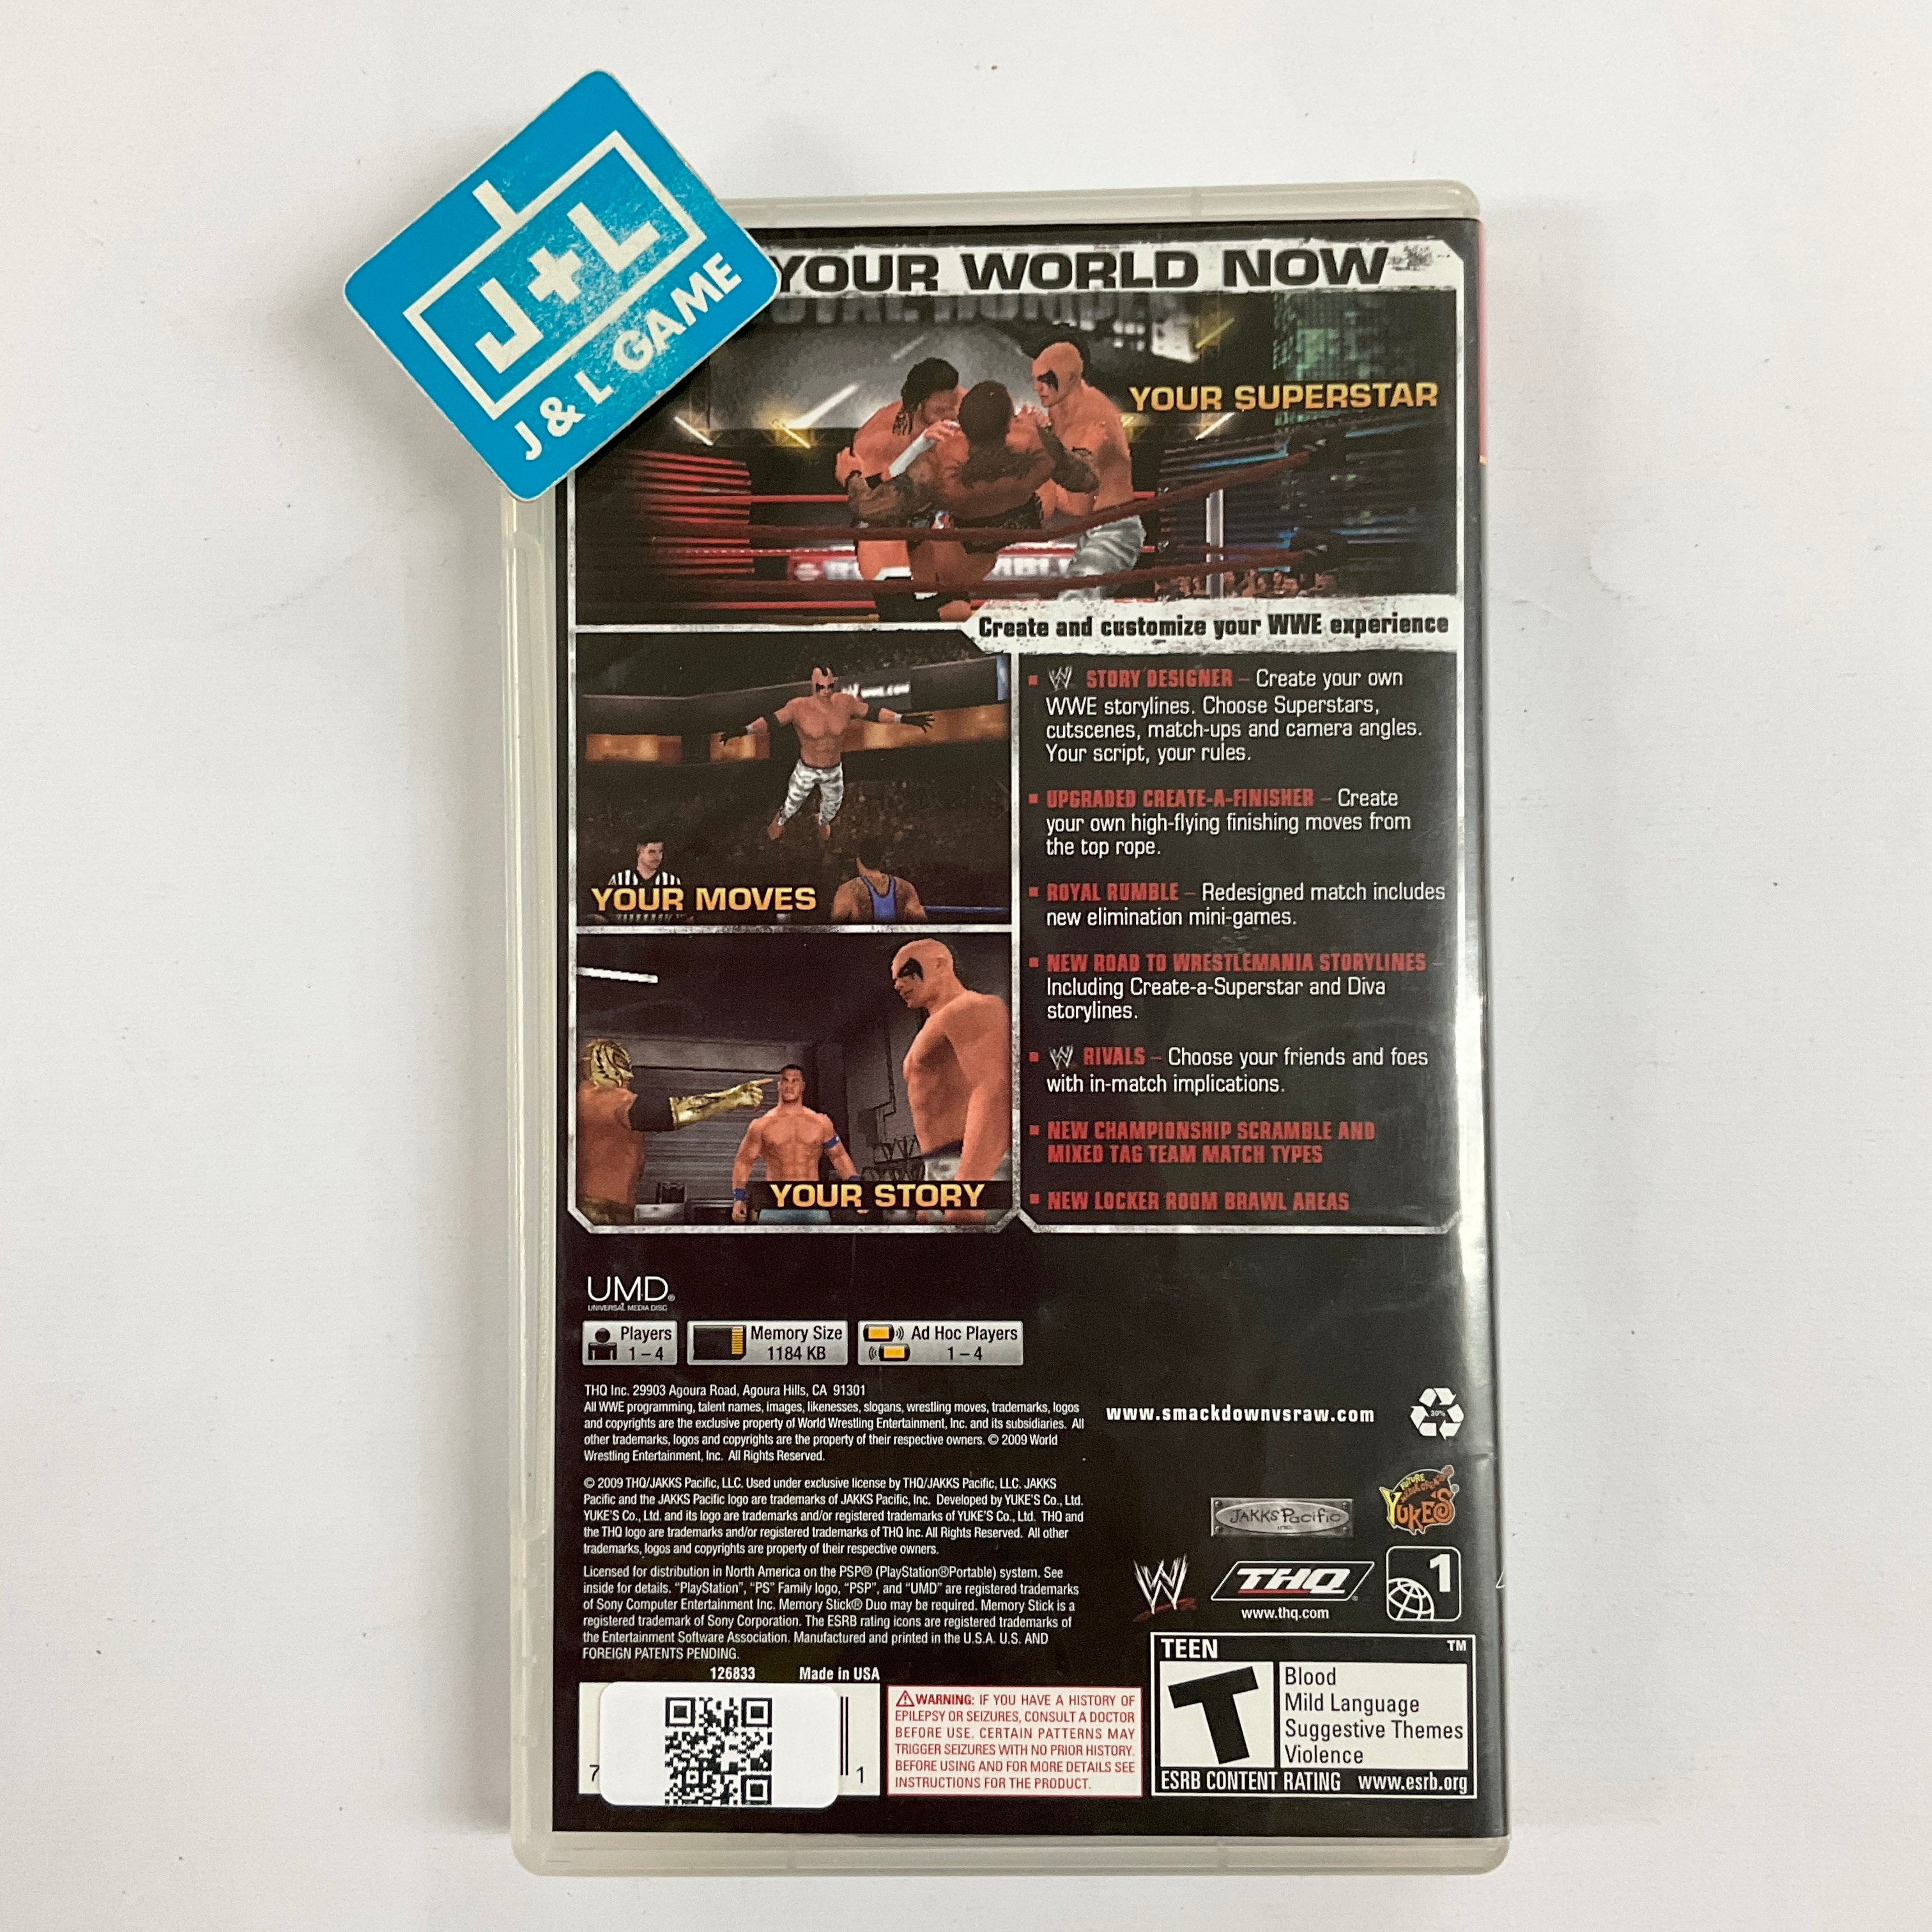 J+L
J & L GAME
YOUR WORLD NOW
YOUR SUPERSTAR
Create and customize your WWE experience
STORY DESIGNER – Create your own
WWE storylines. Choose Superstars,
cutscenes, match-ups and camera angles.
Your script, your rules.
UPGRADED CREATE-A-FINISHER – Create
your own high-flying finishing moves from
the top rope.
ROYAL RUMBLE – Redesigned match includes
new elimination mini-games.
NEW ROAD TO WRESTLEMANIA STORYLINES –
Including Create-a-Superstar and Diva
storylines.
RIVALS – Choose your friends and foes
with in-match implications.
NEW CHAMPIONSHIP SCRAMBLE AND
MIXED TAG TEAM MATCH TYPES
NEW LOCKER ROOM BRAWL AREAS
YOUR MOVES
YOUR STORY
UMD®
UNIVERSAL MEDIA DISC
Players
1 – 4
Memory Size
1184 KB
Ad Hoc Players
1 – 4
THQ Inc. 29903 Agoura Road, Agoura Hills, CA 91301
All WWE programming, talent names, images, likenesses, slogans, wrestling moves, trademarks, logos
and copyrights are the exclusive property of World Wrestling Entertainment, Inc. and its subsidiaries. All
other trademarks, logos and copyrights are the property of their respective owners. © 2009 World
Wrestling Entertainment, Inc. All Rights Reserved.
© 2009 THQ/JAKKS Pacific, LLC. Used under exclusive license by THQ/JAKKS Pacific, LLC. JAKKS
Pacific and the JAKKS Pacific logo are trademarks of JAKKS Pacific, Inc. Developed by YUKE'S Co., Ltd.
YUKE'S Co., Ltd. and its logo are trademarks and/or registered trademarks of YUKE'S Co., Ltd. THQ and
the THQ logo are trademarks and/or registered trademarks of THQ Inc. All Rights Reserved. All other
trademarks, logos and copyrights are property of their respective owners.
Licensed for distribution in North America on the PSP® (PlayStation®Portable) system. See
inside for details. "PlayStation", "PS" Family logo, "PSP", and "UMD" are registered trademarks
of Sony Computer Entertainment Inc. Memory Stick® Duo may be required. Memory Stick is a
registered trademark of Sony Corporation. The ESRB rating icons are registered trademarks of
the Entertainment Software Association. Manufactured and printed in the U.S.A. U.S. AND
FOREIGN PATENTS PENDING.
126833 Made in USA
7 1
WARNING: IF YOU HAVE A HISTORY OF
EPILEPSY OR SEIZURES, CONSULT A DOCTOR
BEFORE USE. CERTAIN PATTERNS MAY
TRIGGER SEIZURES WITH NO PRIOR HISTORY.
BEFORE USING AND FOR MORE DETAILS SEE
INSTRUCTIONS FOR THE PRODUCT.
www.smackdownvsraw.com
30%
JAKKS Pacific
INC.
YUKE'S
W
THQ
www.thq.com
1
TEEN TM
T
Blood
Mild Language
Suggestive Themes
Violence
ESRB CONTENT RATING www.esrb.org